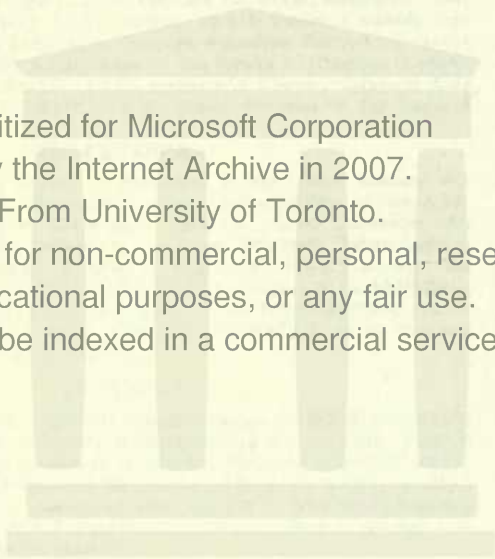 itized for Microsoft Corporation
y the Internet Archive in 2007.
From University of Toronto.
for non-commercial, personal, rese
cational purposes, or any fair use.
be indexed in a commercial service